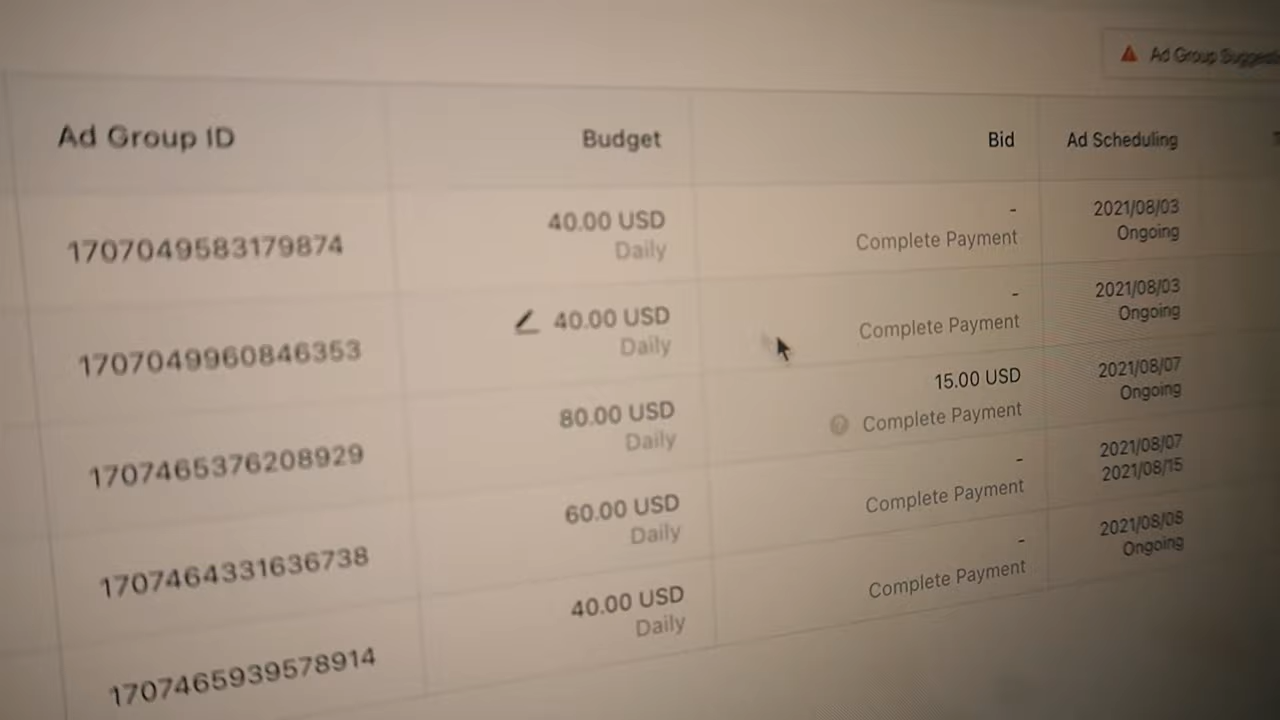 Ad Group
Ad Group ID Budget Bid Ad Scheduling
1707049583179874 40.00 USD Daily - Complete Payment 2021/08/03 Ongoing
1707049960846353 40.00 USD Daily - Complete Payment 2021/08/03 Ongoing
1707465376208929 80.00 USD Daily 15.00 USD Complete Payment 2021/08/07 Ongoing
1707464331636738 60.00 USD Daily - Complete Payment 2021/08/07 2021/08/15
1707465939578914 40.00 USD Daily - Complete Payment 2021/08/08 Ongoing